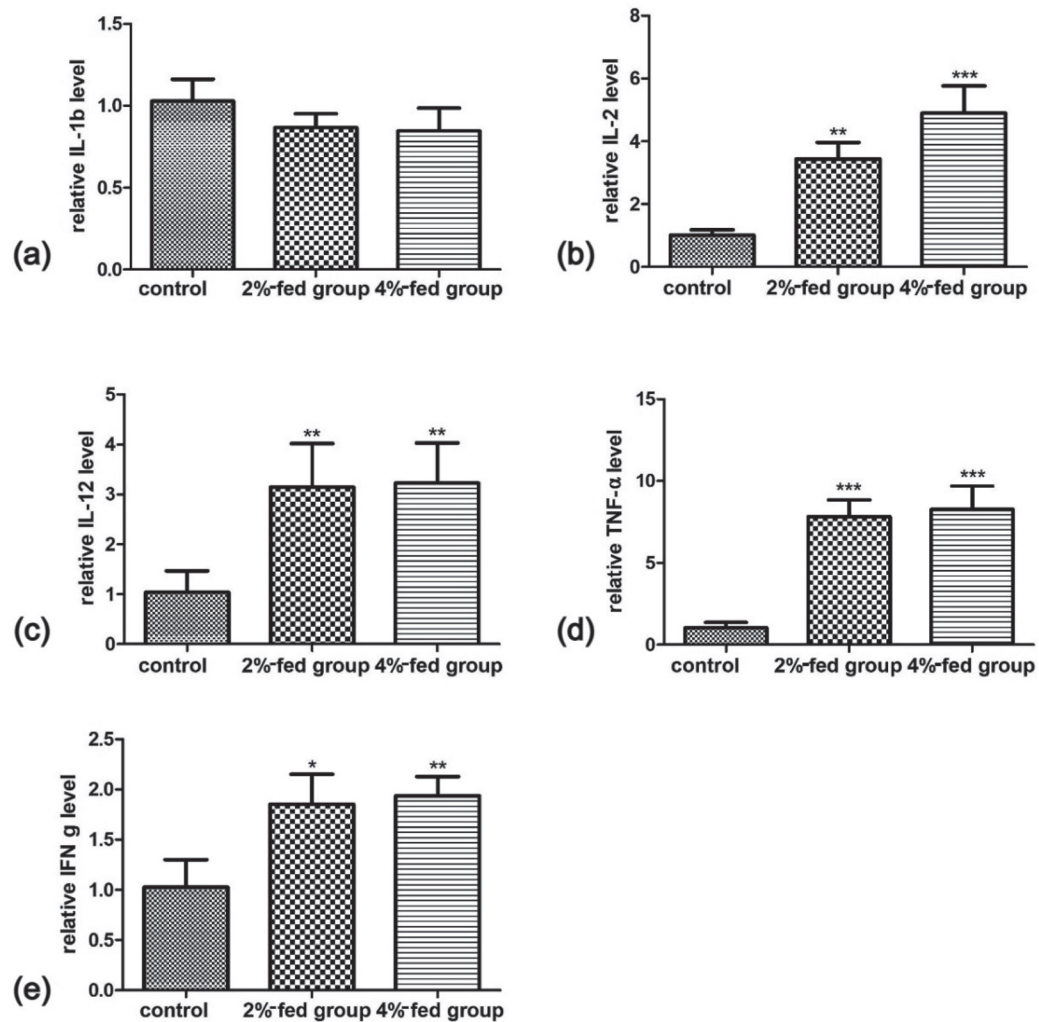 relative IL-1b level
1.5
1.0
0.5
0.0
control 2%-fed group 4%-fed group
(a)
relative IL-2 level
8
6
4
2
0
** ***
control 2%-fed group 4%-fed group
(b)
relative IL-12 level
5
4
3
2
1
0
** **
control 2%-fed group 4%-fed group
(c)
relative TNF-α level
15
10
5
0
*** ***
control 2%-fed group 4%-fed group
(d)
relative IFN g level
2.5
2.0
1.5
1.0
0.5
0.0
* **
control 2%-fed group 4%-fed group
(e)